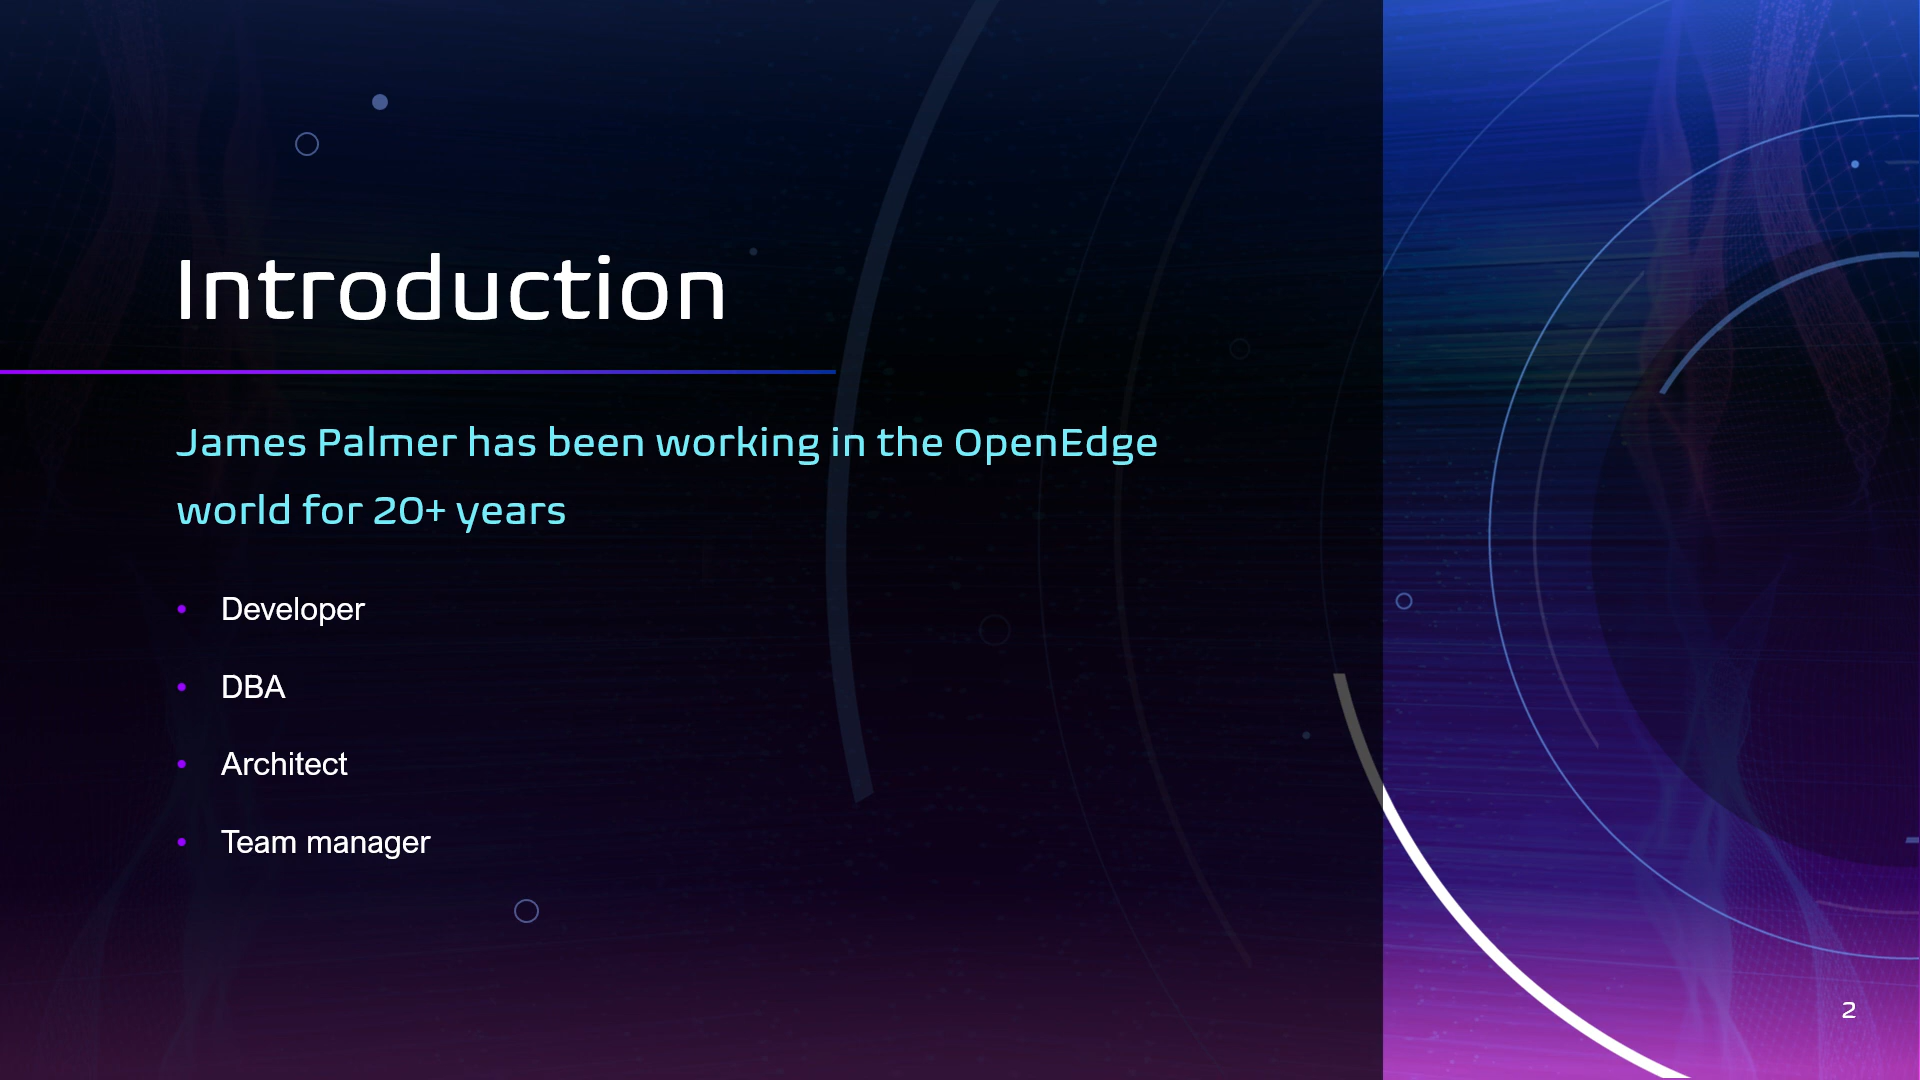 Introduction
James Palmer has been working in the OpenEdge
world for 20+ years
• Developer
• DBA
• Architect
• Team manager
2